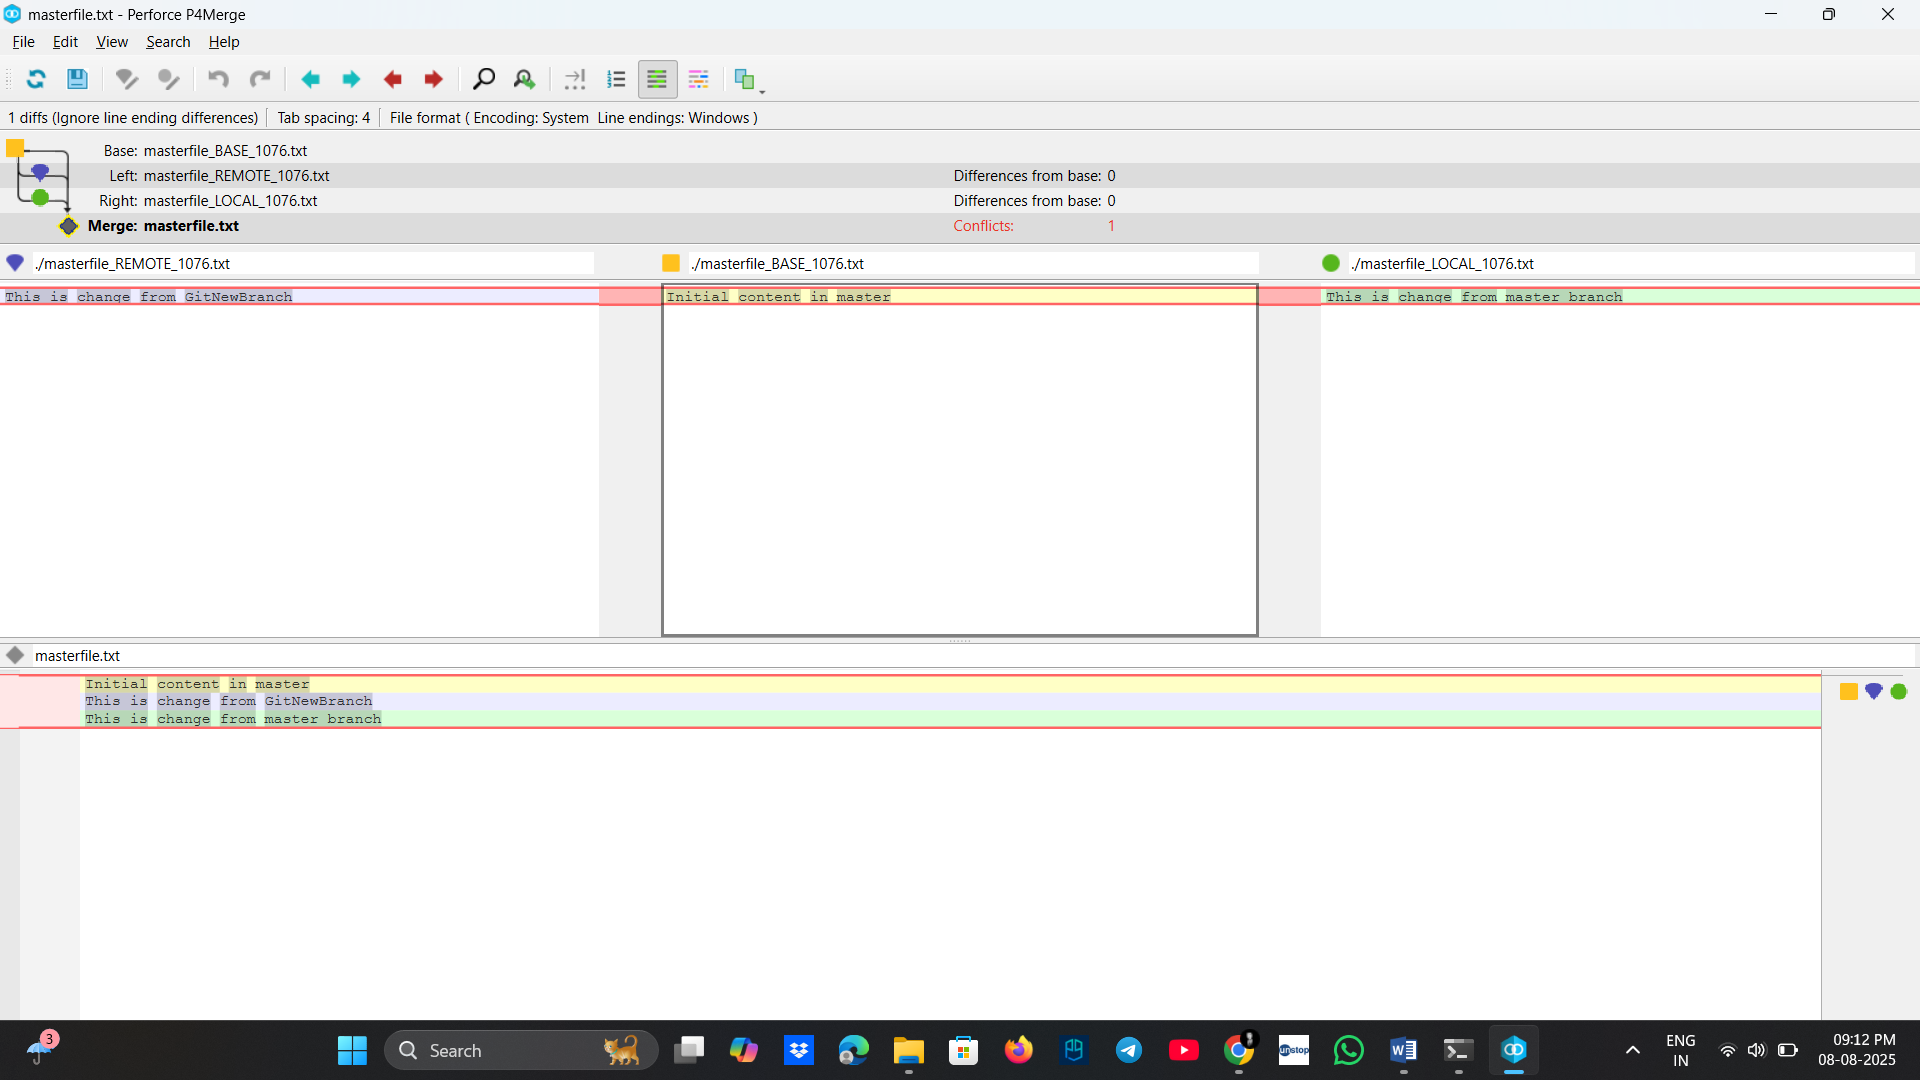 masterfile.txt - Perforce P4Merge
File Edit View Search Help
1 diffs (Ignore line ending differences) Tab spacing: 4 File format ( Encoding: System Line endings: Windows )
Base: masterfile_BASE_1076.txt
Left: masterfile_REMOTE_1076.txt Differences from base: 0
Right: masterfile_LOCAL_1076.txt Differences from base: 0
Merge: masterfile.txt Conflicts: 1
./masterfile_REMOTE_1076.txt ./masterfile_BASE_1076.txt ./masterfile_LOCAL_1076.txt
This is change from GitNewBranch Initial content in master This is change from master branch
masterfile.txt
Initial content in master
This is change from GitNewBranch
This is change from master branch
3 Search unstop ENG 09:12 PM
IN 08-08-2025